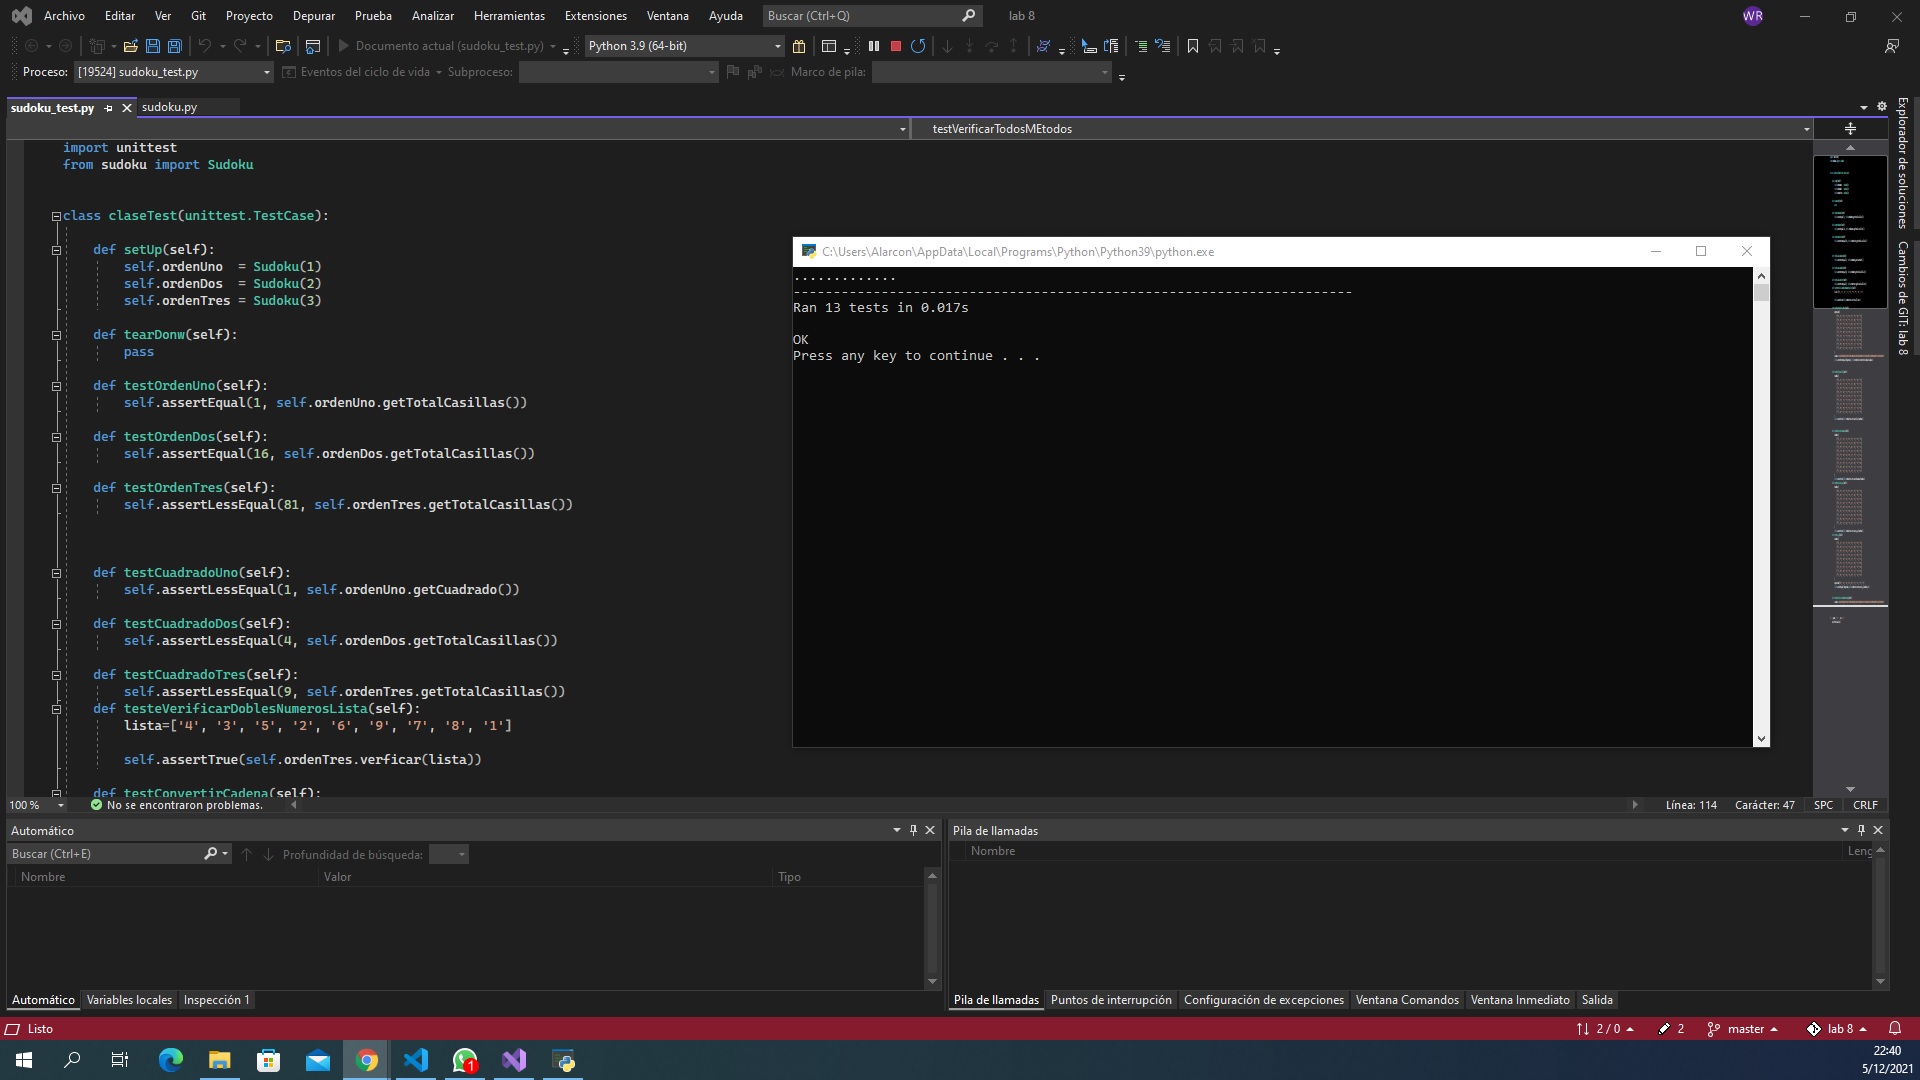 Archivo Editar Ver Git Proyecto Depurar Prueba Analizar Herramientas Extensiones Ventana Ayuda Buscar (Ctrl+Q) lab 8 WR
Documento actual (sudoku_test.py) Python 3.9 (64-bit)
Proceso: [19524] sudoku_test.py Eventos del ciclo de vida Subproceso: Marco de pila:
sudoku_test.py sudoku.py
testVerificarTodosMEtodos
import unittest
from sudoku import Sudoku
class claseTest(unittest.TestCase):
def setUp(self):
self.ordenUno = Sudoku(1)
self.ordenDos = Sudoku(2)
self.ordenTres = Sudoku(3)
def tearDonw(self):
pass
def testOrdenUno(self):
self.assertEqual(1, self.ordenUno.getTotalCasillas())
def testOrdenDos(self):
self.assertEqual(16, self.ordenDos.getTotalCasillas())
def testOrdenTres(self):
self.assertLessEqual(81, self.ordenTres.getTotalCasillas())
def testCuadradoUno(self):
self.assertLessEqual(1, self.ordenUno.getCuadrado())
def testCuadradoDos(self):
self.assertLessEqual(4, self.ordenDos.getTotalCasillas())
def testCuadradoTres(self):
self.assertLessEqual(9, self.ordenTres.getTotalCasillas())
def testeVerificarDoblesNumerosLista(self):
lista=['4', '3', '5', '2', '6', '9', '7', '8', '1']
self.assertTrue(self.ordenTres.verficar(lista))
def testConvertirCadena(self):
C:\Users\Alarcon\AppData\Local\Programs\Python\Python39\python.exe
.............
----------------------------------------------------------------------
Ran 13 tests in 0.017s
OK
Press any key to continue . . .
Explorador de soluciones
Cambios de GIT: lab 8
100 % No se encontraron problemas. Línea: 114 Carácter: 47 SPC CRLF
Automático
Buscar (Ctrl+E) Profundidad de búsqueda:
Nombre Valor Tipo
Automático Variables locales Inspección 1
Pila de llamadas
Nombre Leng
Pila de llamadas Puntos de interrupción Configuración de excepciones Ventana Comandos Ventana Inmediato Salida
Listo 2 / 0 2 master lab 8
1
22:40
5/12/2021